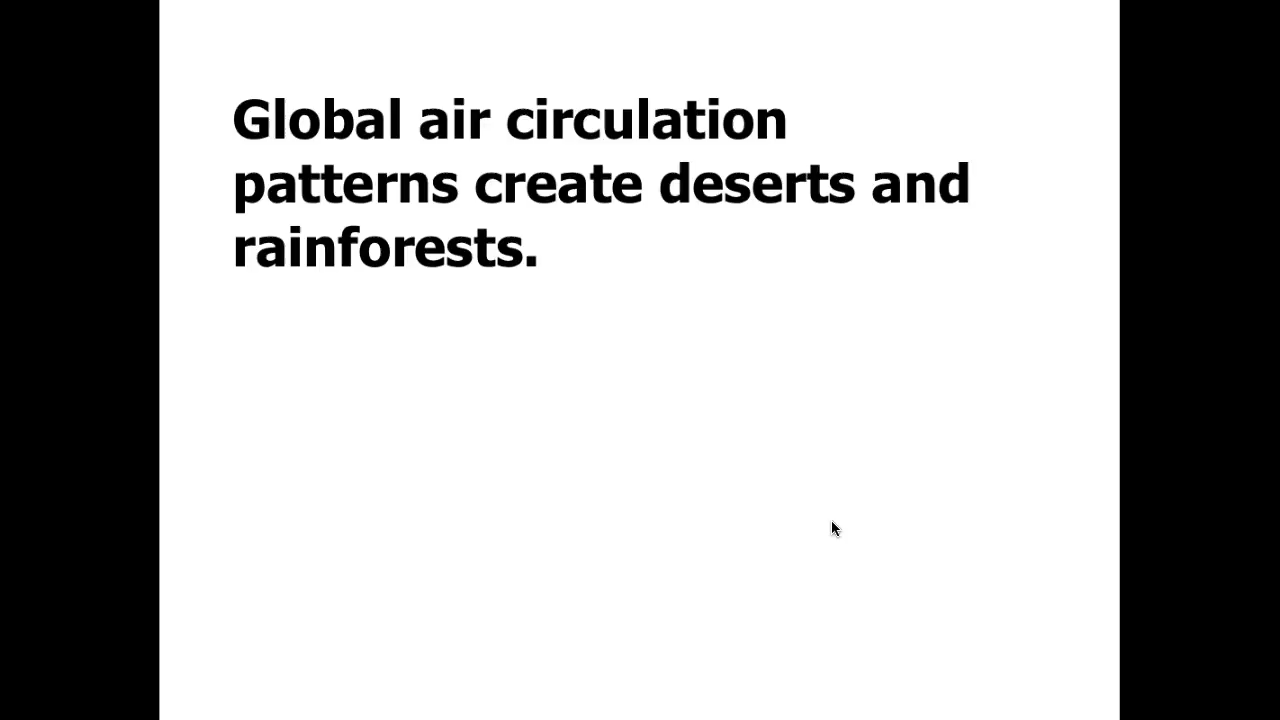 Global air circulation
patterns create deserts and
rainforests.